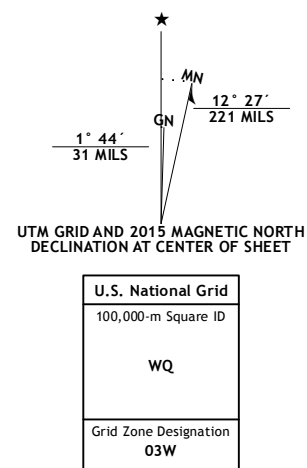 ★
MN
GN
12° 27´
221 MILS
1° 44´
31 MILS
UTM GRID AND 2015 MAGNETIC NORTH
DECLINATION AT CENTER OF SHEET
U.S. National Grid
100,000-m Square ID
WQ
Grid Zone Designation
03W